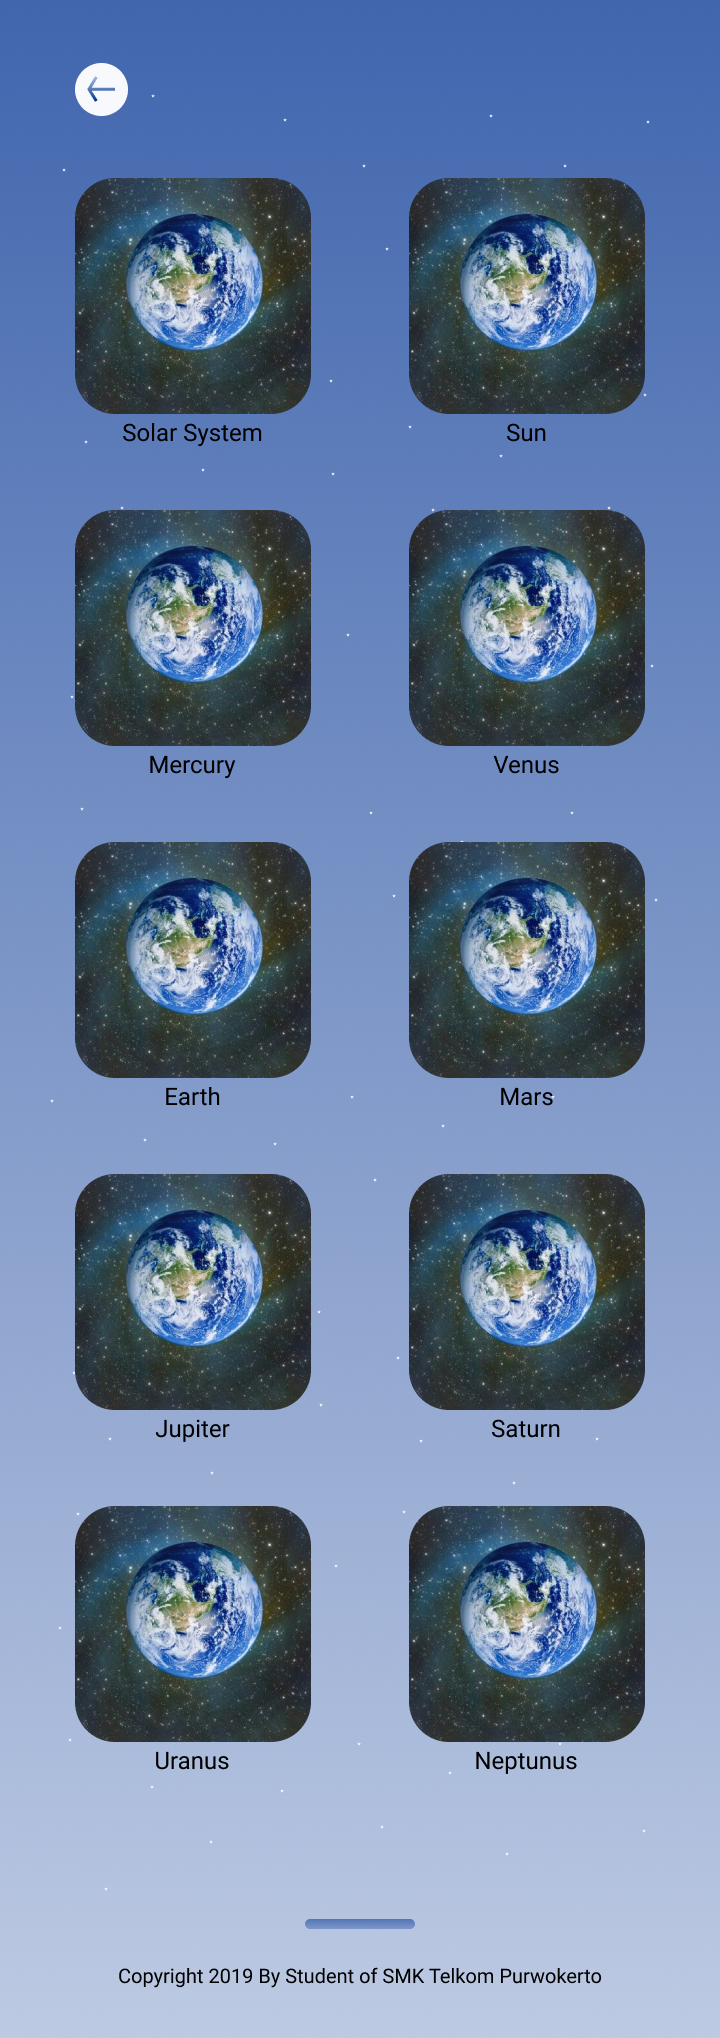 Solar System
Sun
Mercury
Venus
Earth
Mars
Jupiter
Saturn
Uranus
Neptunus
Copyright 2019 By Student of SMK Telkom Purwokerto